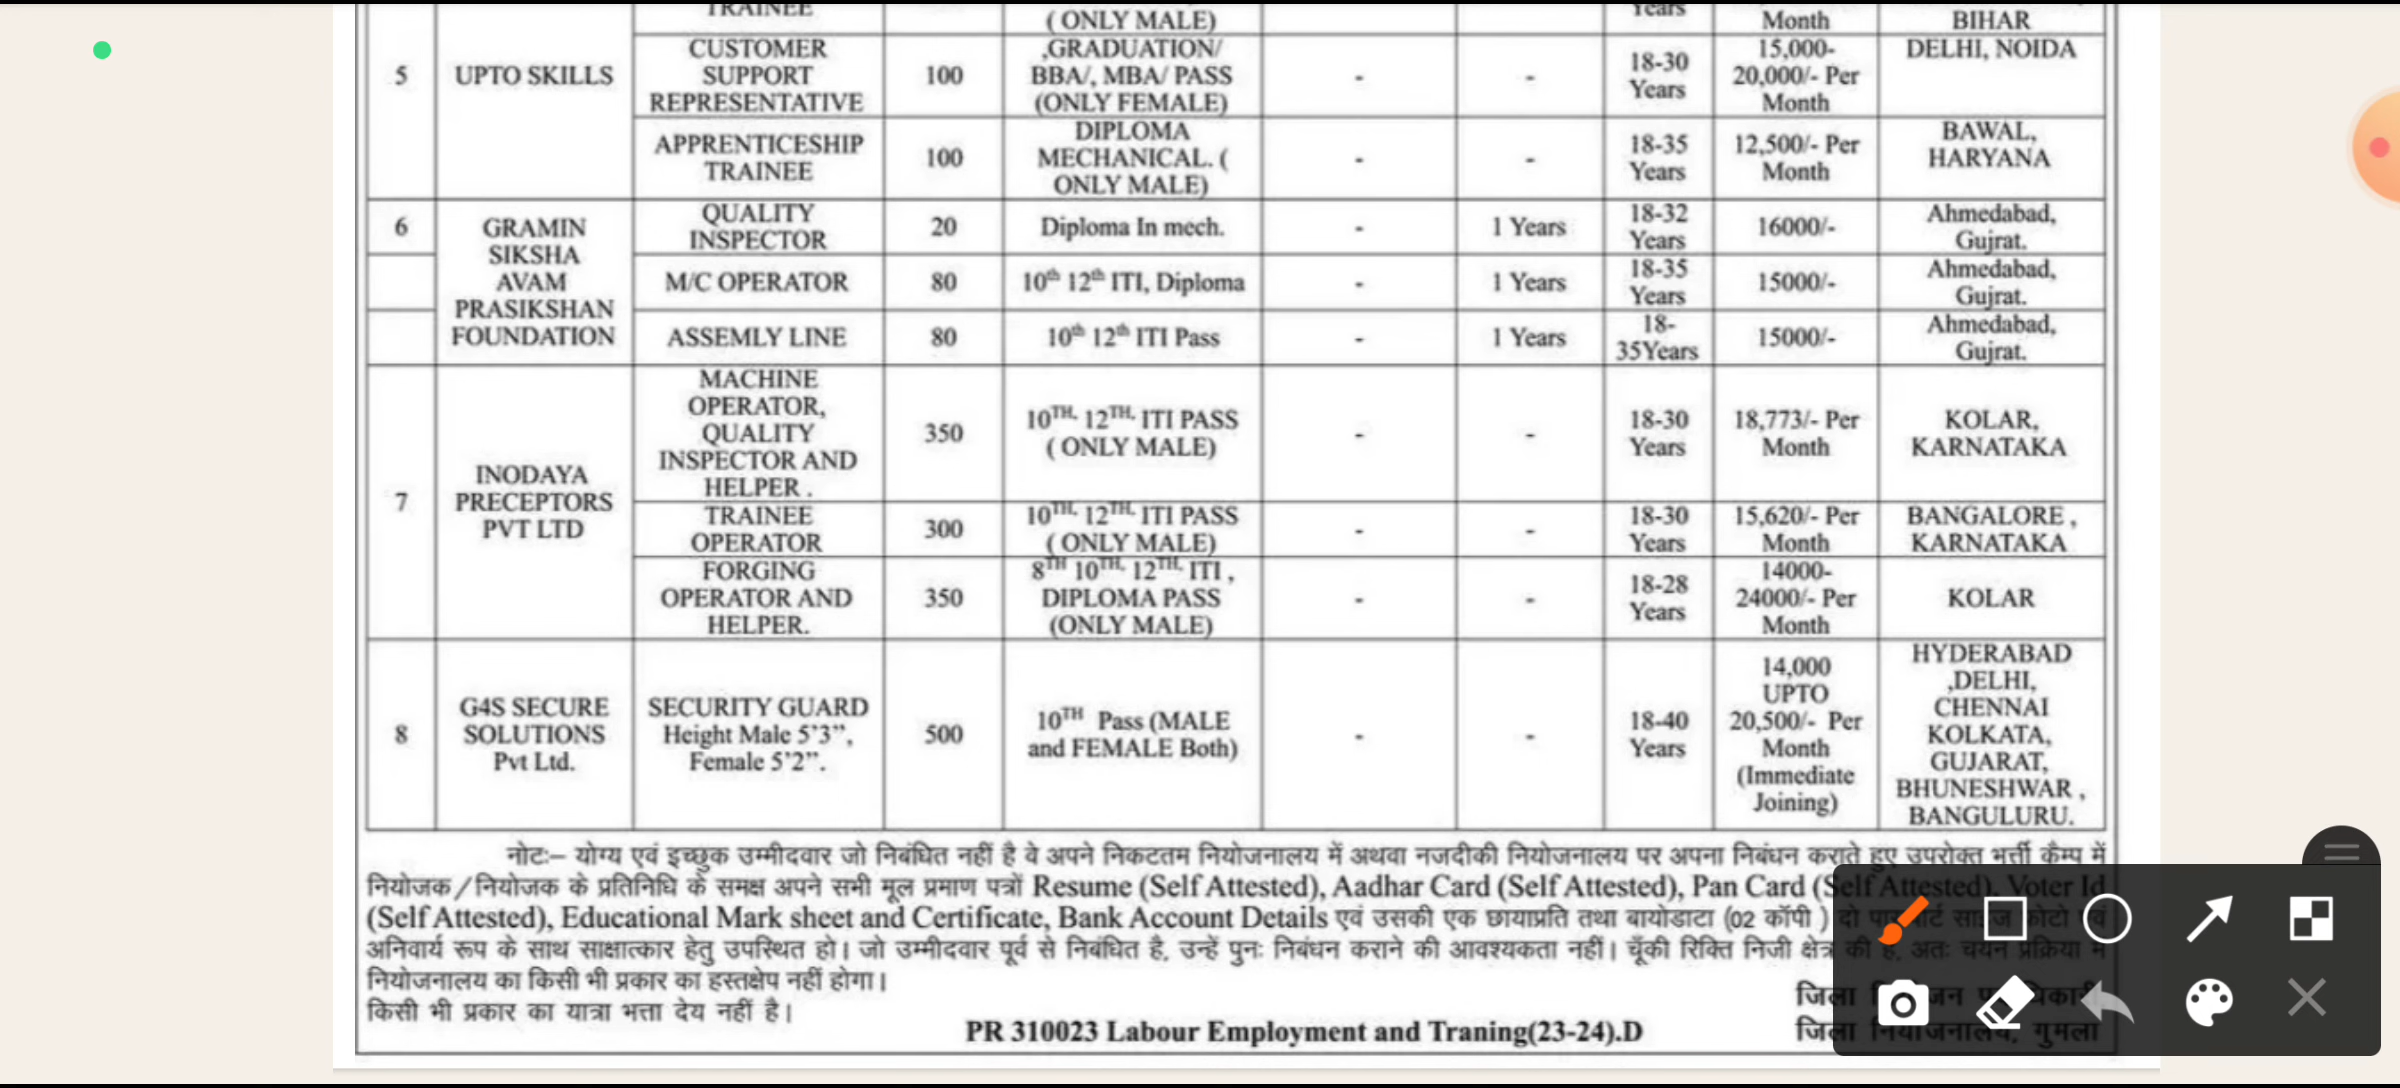 TRAINEE
( ONLY MALE)
Years
Month
BIHAR
5
UPTO SKILLS
CUSTOMER
SUPPORT
REPRESENTATIVE
100
,GRADUATION/
BBA/, MBA/ PASS
(ONLY FEMALE)
-
-
18-30
Years
15,000-
20,000/- Per
Month
DELHI, NOIDA
APPRENTICESHIP
TRAINEE
100
DIPLOMA
MECHANICAL. (
ONLY MALE)
-
-
18-35
Years
12,500/- Per
Month
BAWAL,
HARYANA
6
GRAMIN
SIKSHA
AVAM
PRASIKSHAN
FOUNDATION
QUALITY
INSPECTOR
20
Diploma In mech.
-
1 Years
18-32
Years
16000/-
Ahmedabad,
Gujrat.
M/C OPERATOR
80
10th 12th ITI, Diploma
-
1 Years
18-35
Years
15000/-
Ahmedabad,
Gujrat.
ASSEMLY LINE
80
10th 12th ITI Pass
-
1 Years
18-
35Years
15000/-
Ahmedabad,
Gujrat.
7
INODAYA
PRECEPTORS
PVT LTD
MACHINE
OPERATOR,
QUALITY
INSPECTOR AND
HELPER .
350
10TH, 12TH, ITI PASS
( ONLY MALE)
-
-
18-30
Years
18,773/- Per
Month
KOLAR,
KARNATAKA
TRAINEE
OPERATOR
300
10TH, 12TH, ITI PASS
( ONLY MALE)
-
-
18-30
Years
15,620/- Per
Month
BANGALORE ,
KARNATAKA
FORGING
OPERATOR AND
HELPER.
350
8TH 10TH, 12TH, ITI ,
DIPLOMA PASS
(ONLY MALE)
-
-
18-28
Years
14000-
24000/- Per
Month
KOLAR
8
G4S SECURE
SOLUTIONS
Pvt Ltd.
SECURITY GUARD
Height Male 5’3”,
Female 5’2”.
500
10TH Pass (MALE
and FEMALE Both)
-
-
18-40
Years
14,000
UPTO
20,500/- Per
Month
(Immediate
Joining)
HYDERABAD
,DELHI,
CHENNAI
KOLKATA,
GUJARAT,
BHUNESHWAR ,
BANGULURU.
नोटः– योग्य एवं इच्छुक उम्मीदवार जो निबंधित नहीं है वे अपने निकटतम नियोजनालय में अथवा नजदीकी नियोजनालय पर अपना निबंधन कराते हुए उपरोक्त भर्त्ती कैम्प में
नियोजक/नियोजक के प्रतिनिधि के समक्ष अपने सभी मूल प्रमाण पत्रों Resume (Self Attested), Aadhar Card (Self Attested), Pan Card (Self Attested), Voter Id
(Self Attested), Educational Mark sheet and Certificate, Bank Account Details एवं उसकी एक छायाप्रति तथा बायोडाटा (02 कॉपी ) दो साइज फोटो एवं
अनिवार्य रूप के साथ साक्षात्कार हेतु उपस्थित हो। जो उम्मीदवार पूर्व से निबंधित है, उन्हें पुनः निबंधन कराने की आवश्यकता नहीं। चूँकी रिक्ति निजी क्षेत्र की है, अतः चयन प्रक्रिया में
नियोजनालय का किसी भी प्रकार का हस्तक्षेप नहीं होगा।
किसी भी प्रकार का यात्रा भत्ता देय नहीं है।
जिला
PR 310023 Labour Employment and Traning(23-24).D
जिला नियोजनालय, गुमला